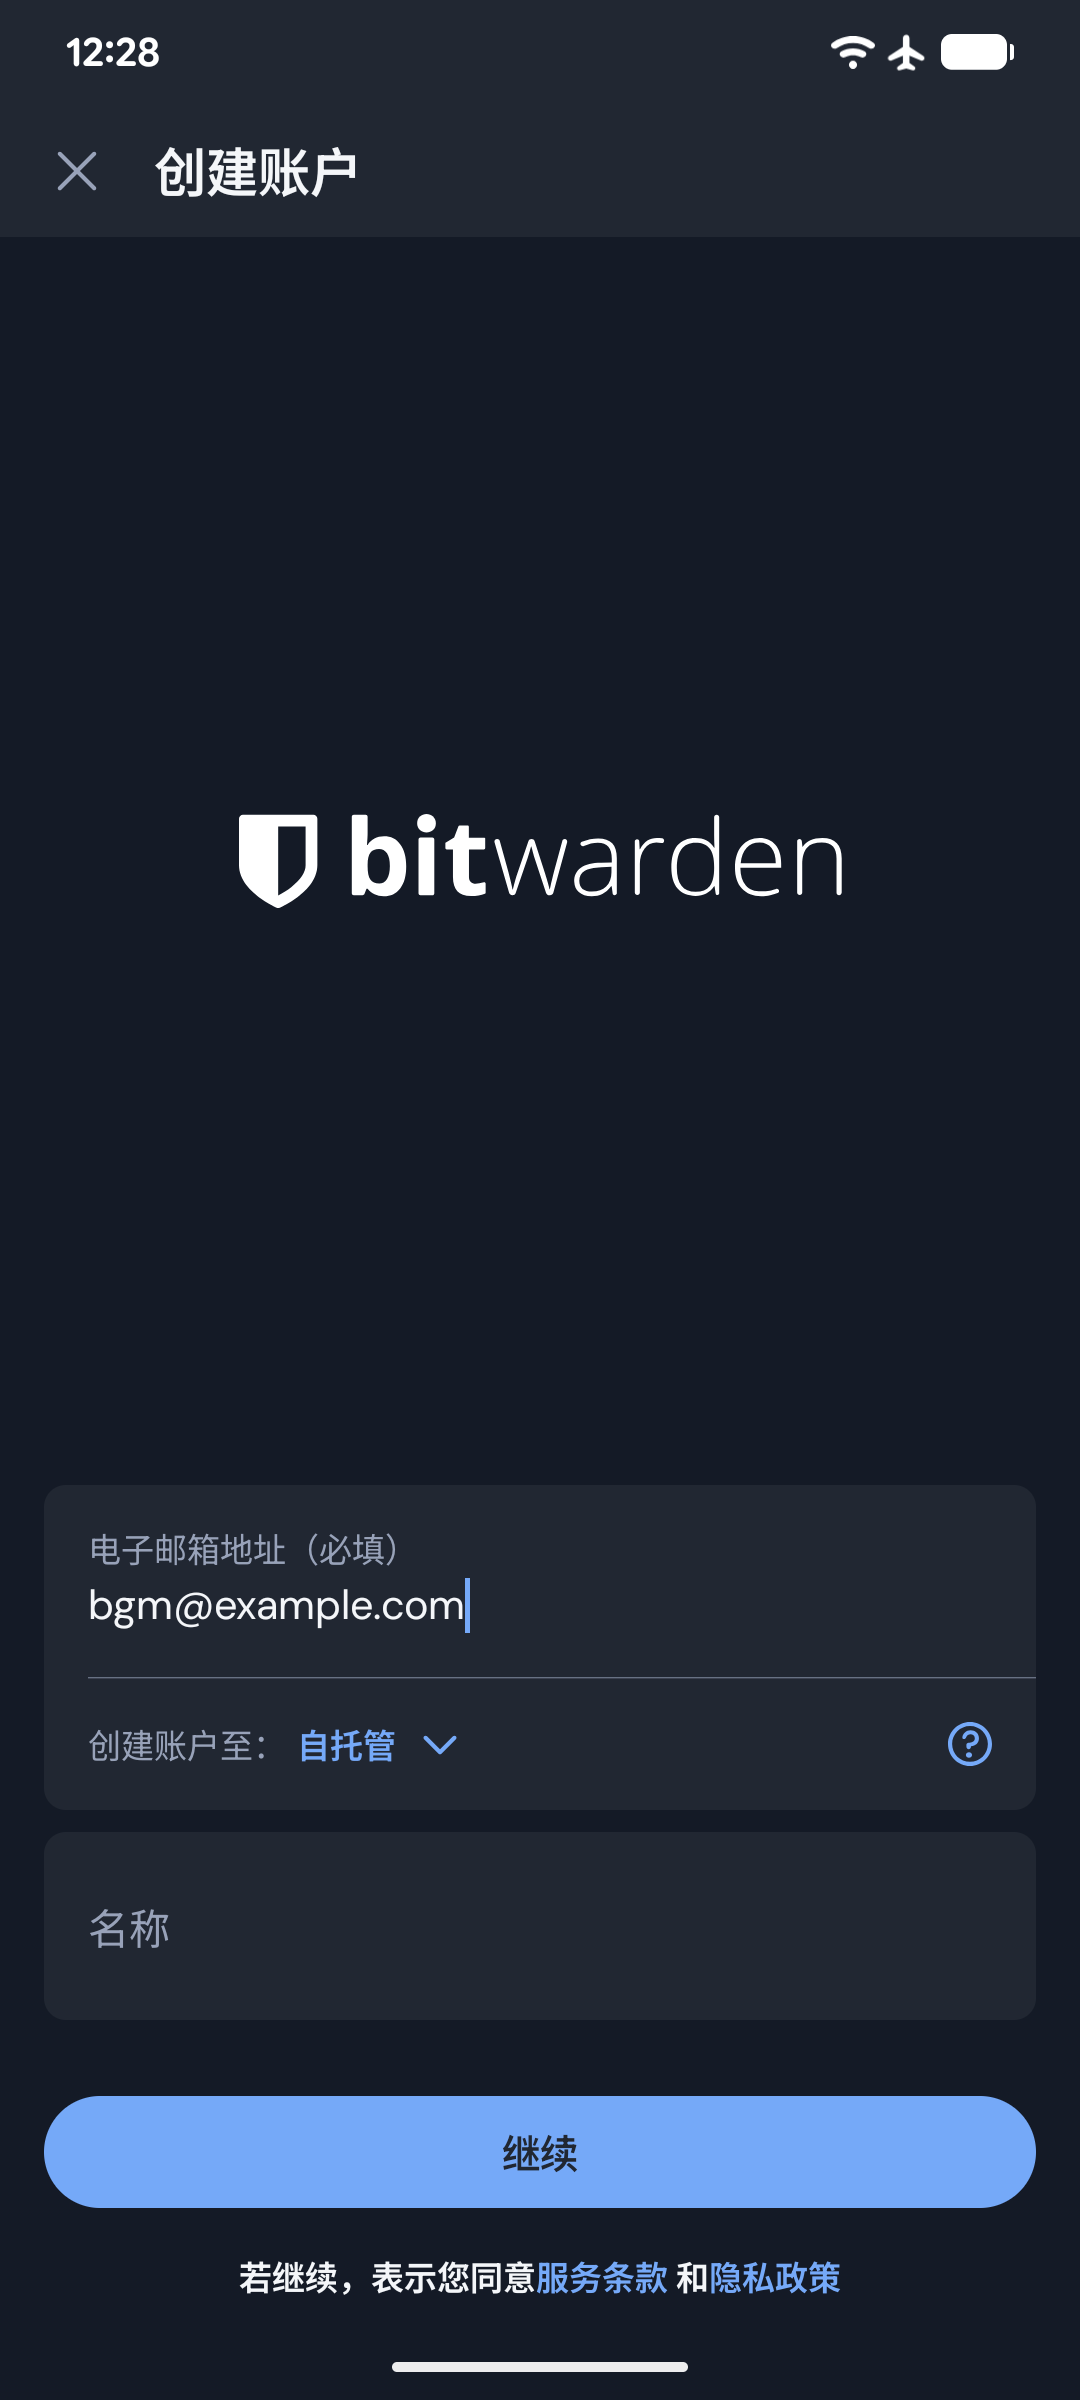 12:28
创建账户
bitwarden
电子邮箱地址（必填）
bgm@example.com
创建账户至： 自托管
名称
继续
若继续，表示您同意服务条款 和隐私政策